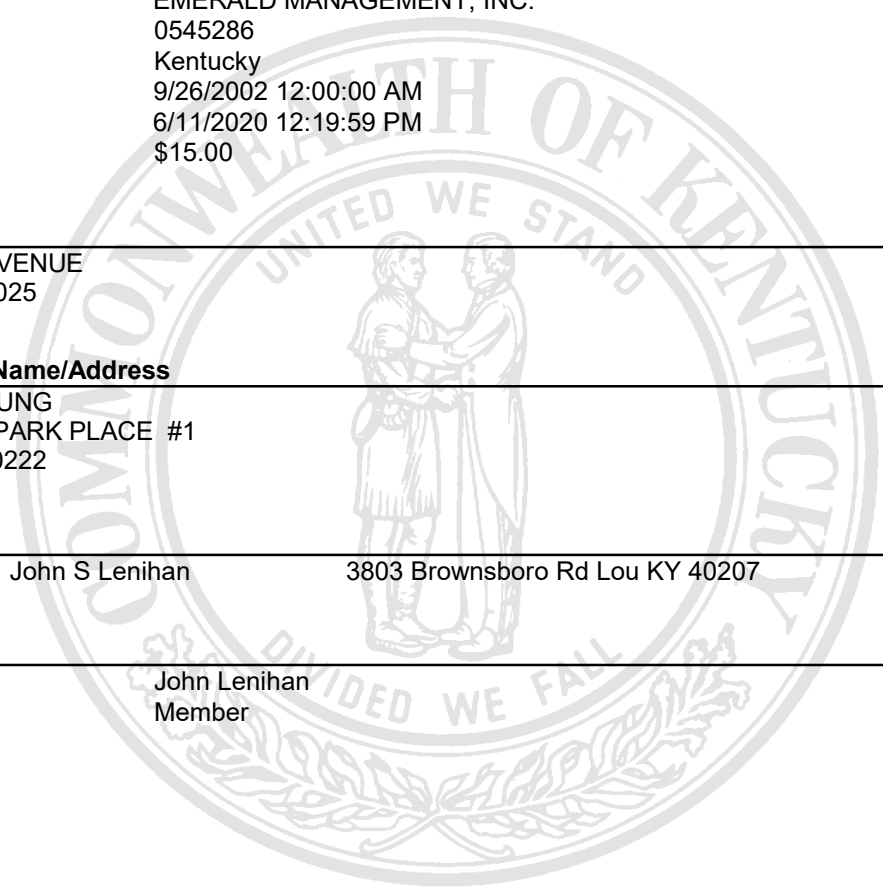 EMERALD MANAGEMENT, INC.
0545286
Kentucky
9/26/2002 12:00:00 AM
6/11/2020 12:19:59 PM
$15.00
COMMONWEALTH OF KENTUCKY
UNITED WE STAND
VENUE
025
Name/Address
UNG
PARK PLACE #1
0222
John S Lenihan 3803 Brownsboro Rd Lou KY 40207
DIVIDED WE FALL
John Lenihan
Member